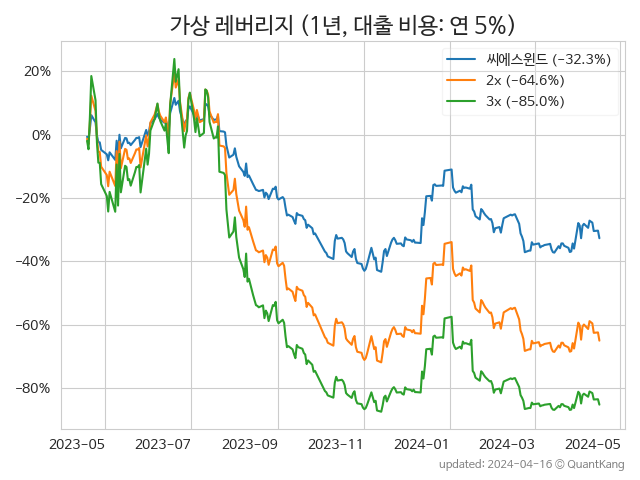 가상 레버리지 (1년, 대출 비용: 연 5%)
씨에스윈드 (−32.3%)
2x (−64.6%)
3x (−85.0%)
20%
0%
−20%
−40%
−60%
−80%
2023-05 2023-07 2023-09 2023-11 2024-01 2024-03 2024-05
updated: 2024-04-16 © QuantKang